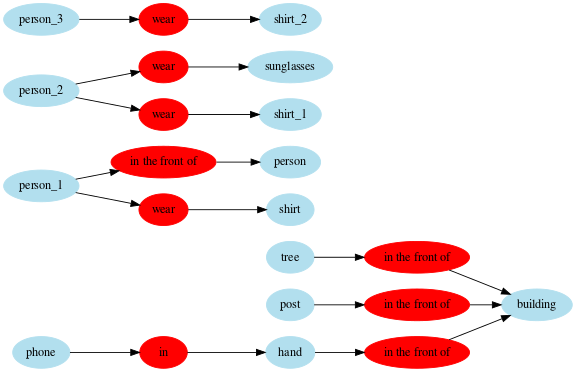 person_3 wear shirt_2
wear sunglasses
person_2
wear shirt_1
in the front of person
person_1
wear shirt
tree in the front of
post in the front of building
phone in hand in the front of